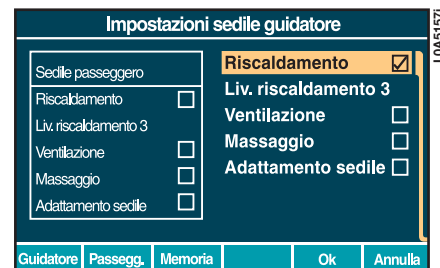 Impostazioni sedile guidatore
Sedile passeggero
Riscaldamento
Liv. riscaldamento 3
Ventilazione
Massaggio
Adattamento sedile
Riscaldamento
Liv. riscaldamento 3
Ventilazione
Massaggio
Adattamento sedile
Guidatore Passegg. Memoria Ok Annulla
L0A5157i